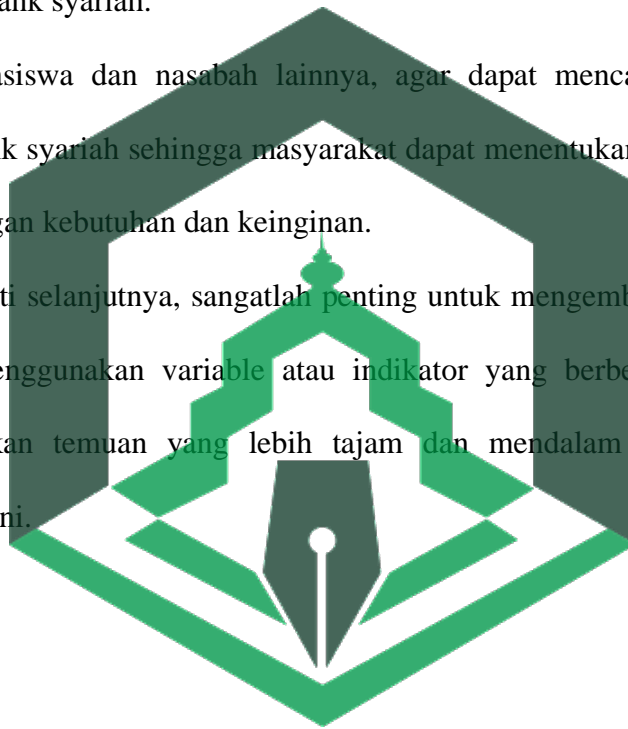 ank syariah.
asiswa dan nasabah lainnya, agar dapat menca
k syariah sehingga masyarakat dapat menentukan
gan kebutuhan dan keinginan.
ti selanjutnya, sangatlah penting untuk mengemb
enggunakan variable atau indikator yang berbe
kan temuan yang lebih tajam dan mendalam
ni.